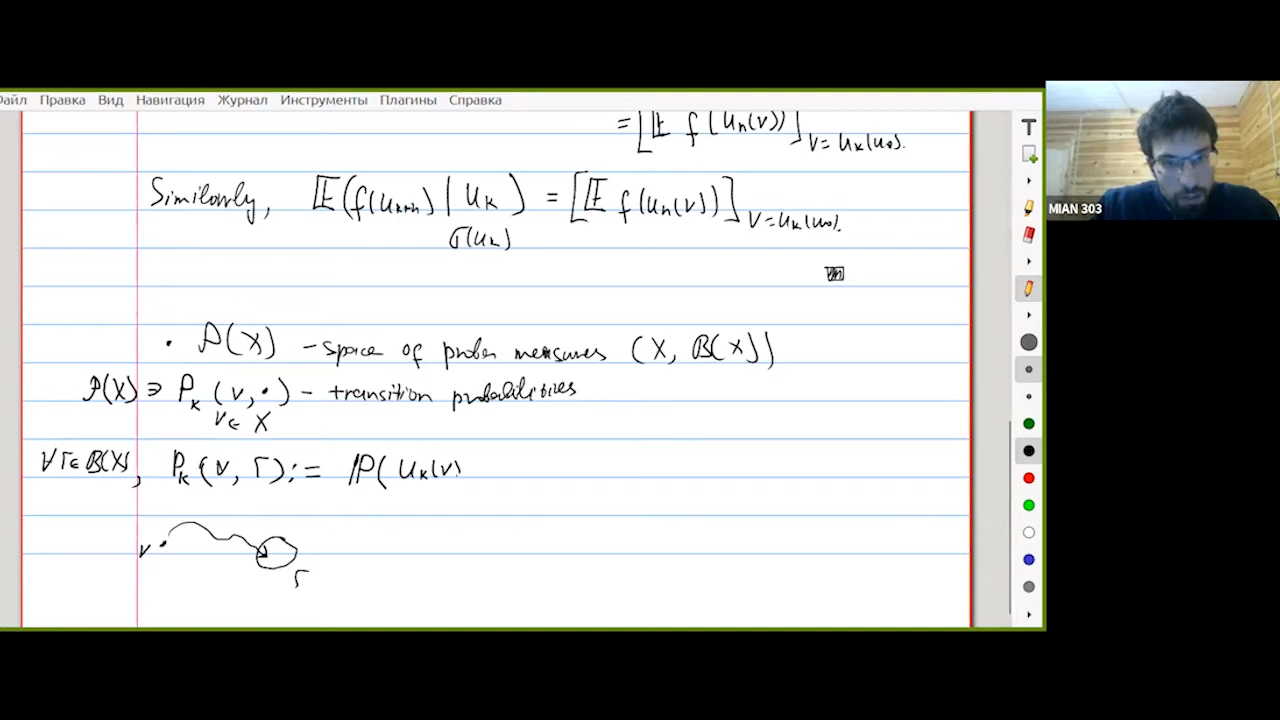 Файл Правка Вид Навигация Журнал Инструменты Плагины Справка
= [𝔼 f(u_n(v))]_{v = u_k(u_0)}.
Similarly, 𝔼(f(u_{k+n}) | u_k) = [𝔼 f(u_n(v))]_{v = u_k(u_0)}.
σ(u_k)
• 𝒫(X) – space of probab measures (X, ℬ(X))
𝒫(X) ∋ P_k(v, •) – transition probabilities
v ∈ X
∀Γ∈ℬ(X), P_k(v, Γ) := ℙ(u_k(v)
v
Γ
MIAN 303
T